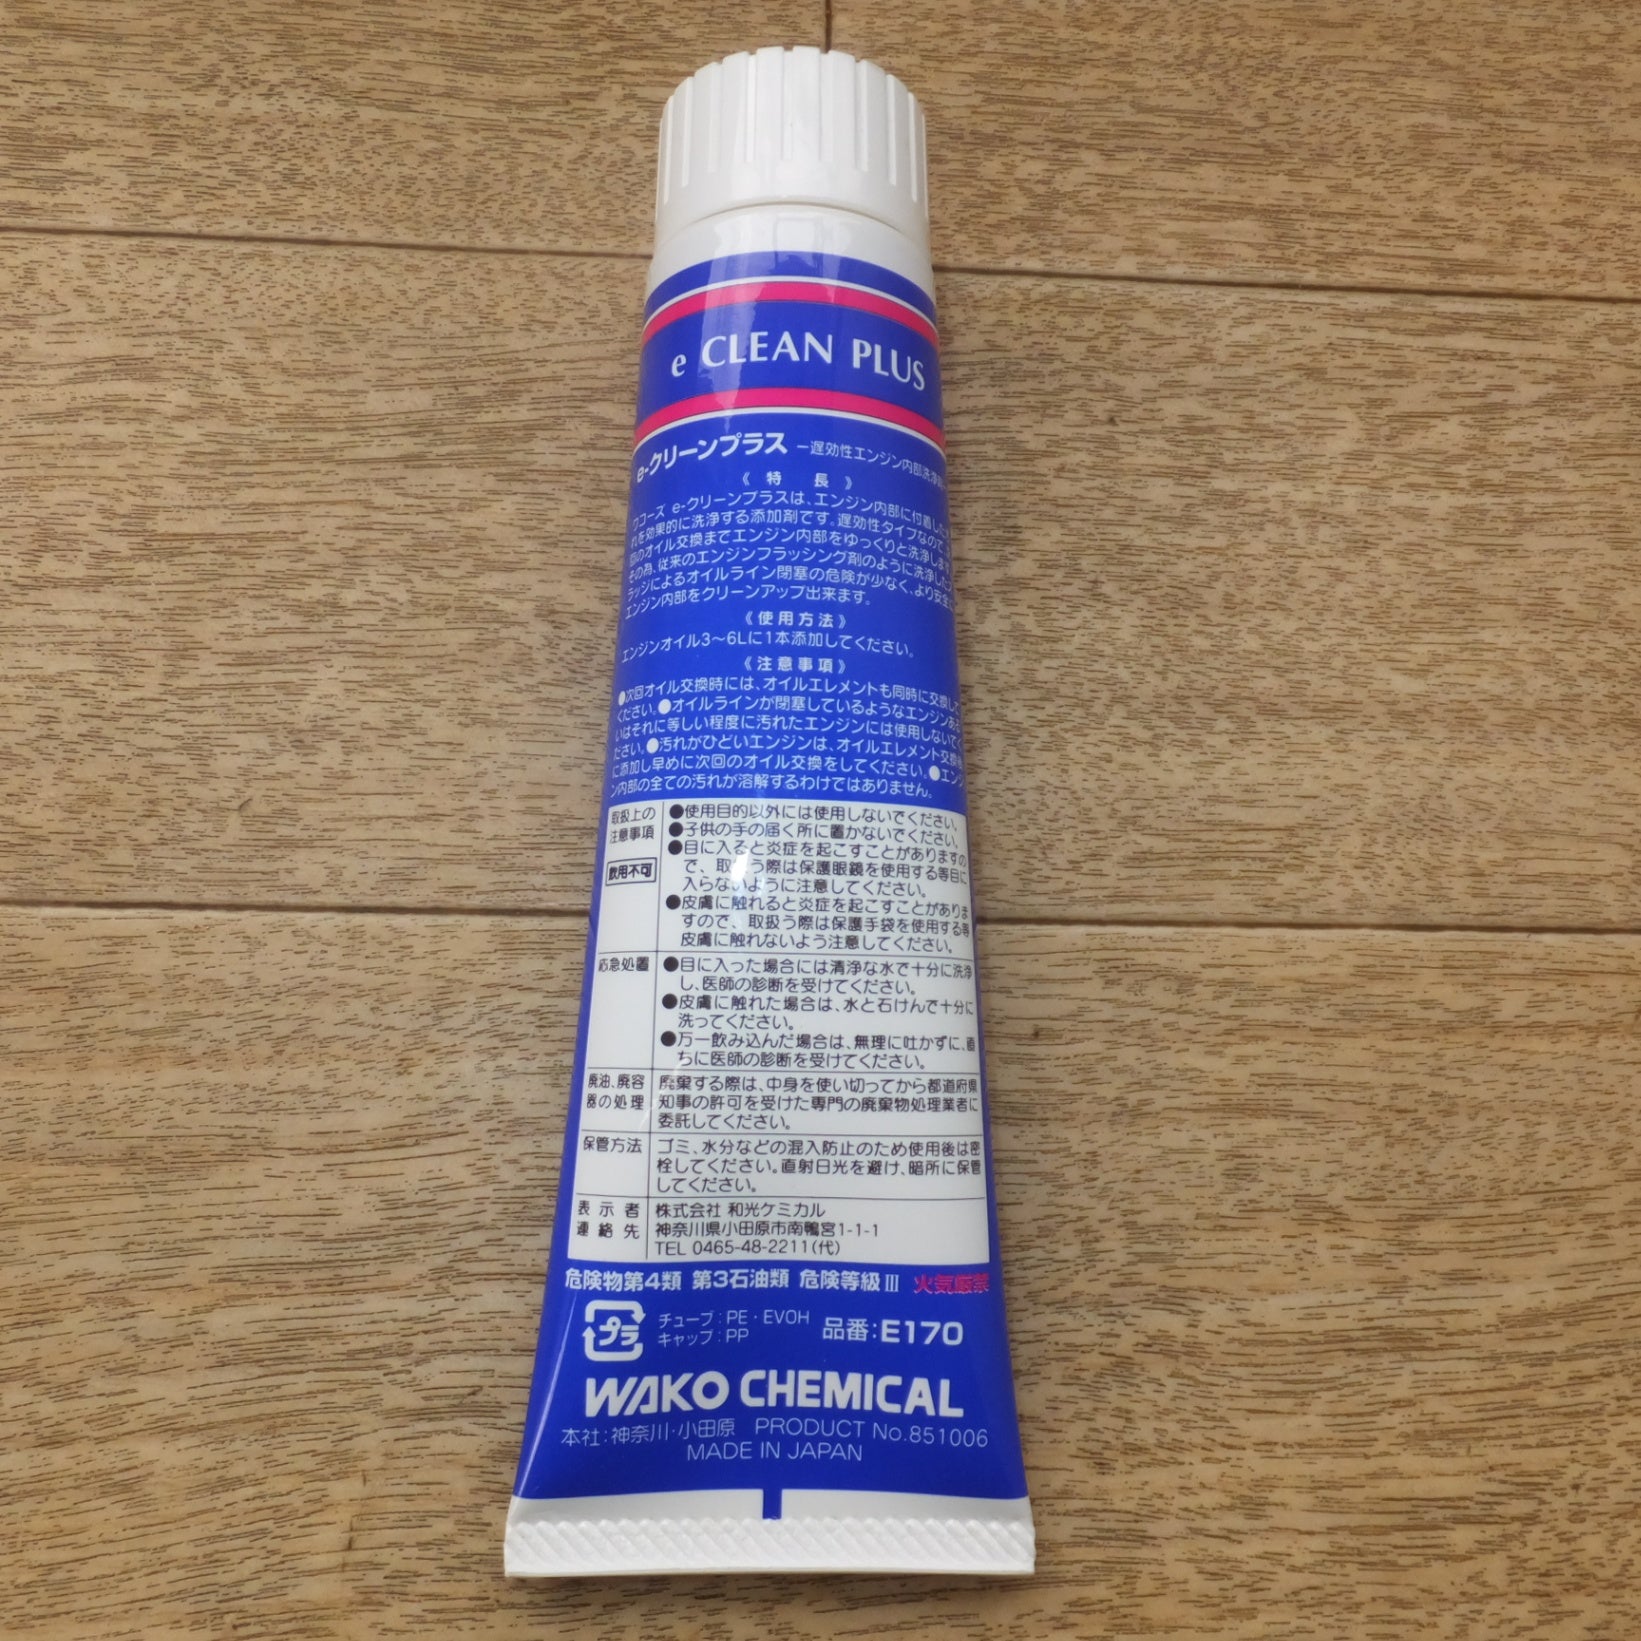 e CLEAN PLUS
e-クリーンプラス ー遅効性エンジン内部洗浄
《 特 長 》
ワコーズ e-クリーンプラスは、エンジン内部に付着した
れを効果的に洗浄する添加剤です。遅効性タイプなので
回のオイル交換までエンジン内部をゆっくりと洗浄しま
その為、従来のエンジンフラッシング剤のように洗浄した
ラッジによるオイルライン閉塞の危険が少なく、より安全
エンジン内部をクリーンアップ出来ます。
《使用方法》
エンジンオイル3〜6Lに1本添加してください。
《注意事項》
●次回オイル交換時には、オイルエレメントも同時に交換して
ください。●オイルラインが閉塞しているようなエンジンある
いはそれに等しい程度に汚れたエンジンには使用しないでく
ださい。●汚れがひどいエンジンは、オイルエレメント交換
に添加し早めに次回のオイル交換をしてください。●エンジ
ン内部の全ての汚れが溶解するわけではありません。
取扱上の
注意事項
飲用不可
●使用目的以外には使用しないでください。
●子供の手の届く所に置かないでください。
●目に入ると炎症を起こすことがありますの
で、取扱う際は保護眼鏡を使用する等目に
入らないように注意してください。
●皮膚に触れると炎症を起こすことがありま
すので、取扱う際は保護手袋を使用する等
皮膚に触れないよう注意してください。
応急処置
●目に入った場合には清浄な水で十分に洗浄
し、医師の診断を受けてください。
●皮膚に触れた場合は、水と石けんで十分に
洗ってください。
●万一飲み込んだ場合は、無理に吐かずに、直
ちに医師の診断を受けてください。
廃油、廃容
器の処理
廃棄する際は、中身を使い切ってから都道府県
知事の許可を受けた専門の廃棄物処理業者に
委託してください。
保管方法
ゴミ、水分などの混入防止のため使用後は密
栓してください。直射日光を避け、暗所に保管
してください。
表 示 者
連 絡 先
株式会社 和光ケミカル
神奈川県小田原市南鴨宮1-1-1
TEL 0465-48-2211(代)
危険物第4類 第3石油類 危険等級Ⅲ 火気厳禁
プラ
チューブ:PE・EVOH
キャップ:PP
品番:E170
WAKO CHEMICAL
本社:神奈川・小田原 PRODUCT No.851006
MADE IN JAPAN